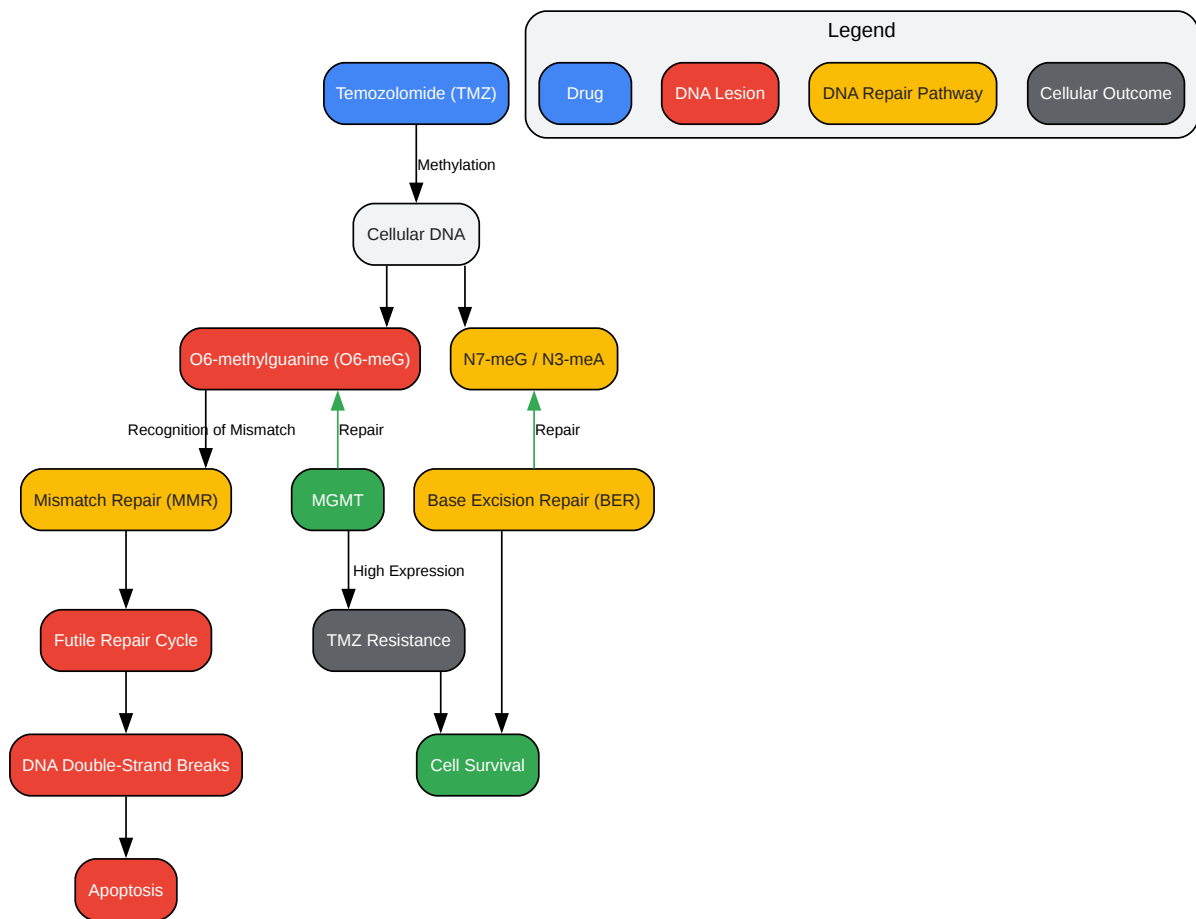 Legend
Temozolomide (TMZ)
Drug
DNA Lesion
DNA Repair Pathway
Cellular Outcome
Methylation
Cellular DNA
O6-methylguanine (O6-meG)
N7-meG / N3-meA
Recognition of Mismatch
Repair
Repair
Mismatch Repair (MMR)
MGMT
Base Excision Repair (BER)
High Expression
Futile Repair Cycle
TMZ Resistance
DNA Double-Strand Breaks
Cell Survival
Apoptosis